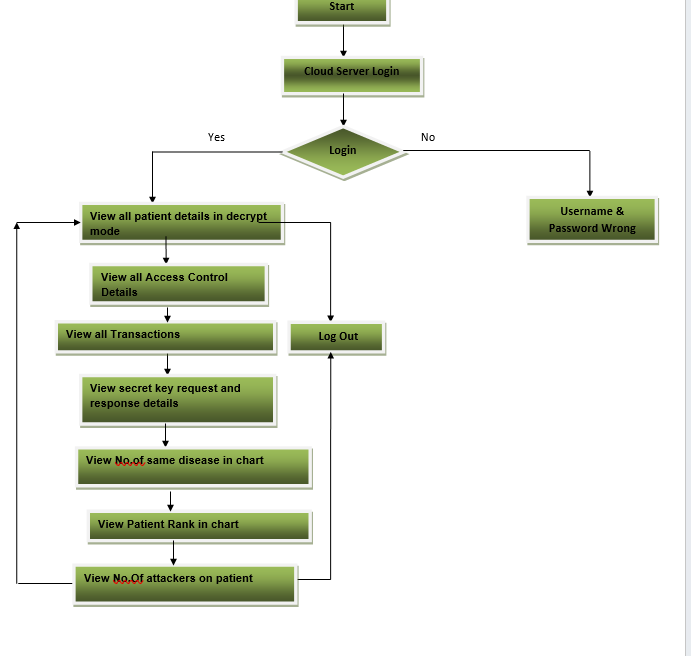 Start
Cloud Server Login
Login
Yes
No
View all patient details in decrypt
mode
Username &
Password Wrong
View all Access Control
Details
View all Transactions
Log Out
View secret key request and
response details
View No.of same disease in chart
View Patient Rank in chart
View No.Of attackers on patient